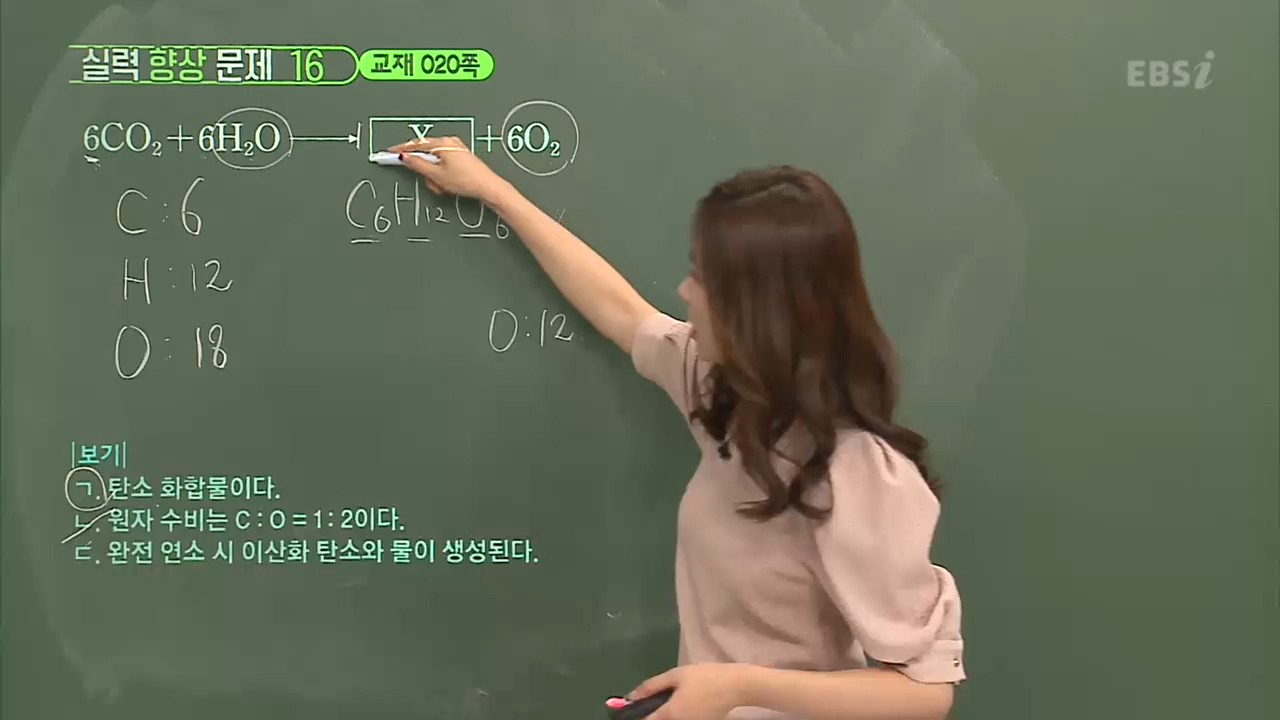 실력 향상 문제 16 교재 020쪽
EBSi
6CO₂+6H₂O → X +6O₂
C : 6
C₆H₁₂O₆
H : 12
O : 18
O : 12
|보기|
ㄱ. 탄소 화합물이다.
ㄴ. 원자 수비는 C : O = 1 : 2이다.
ㄷ. 완전 연소 시 이산화 탄소와 물이 생성된다.